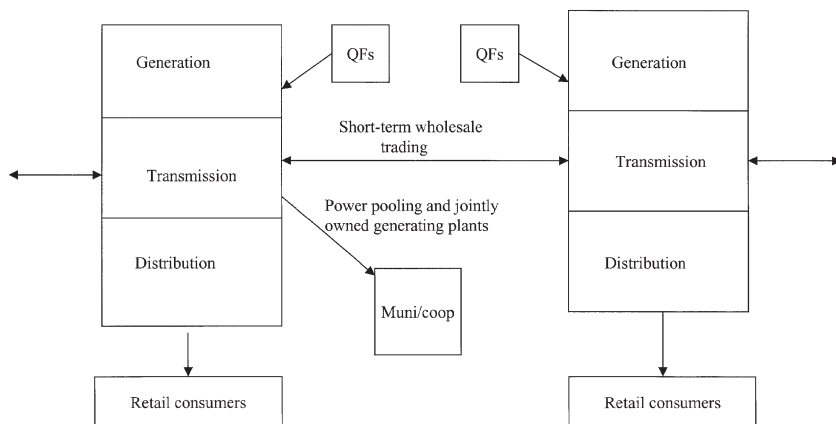 Generation
QFs
QFs
Generation
Short-term wholesale
trading
Transmission
Transmission
Power pooling and jointly
owned generating plants
Distribution
Distribution
Muni/coop
Retail consumers
Retail consumers